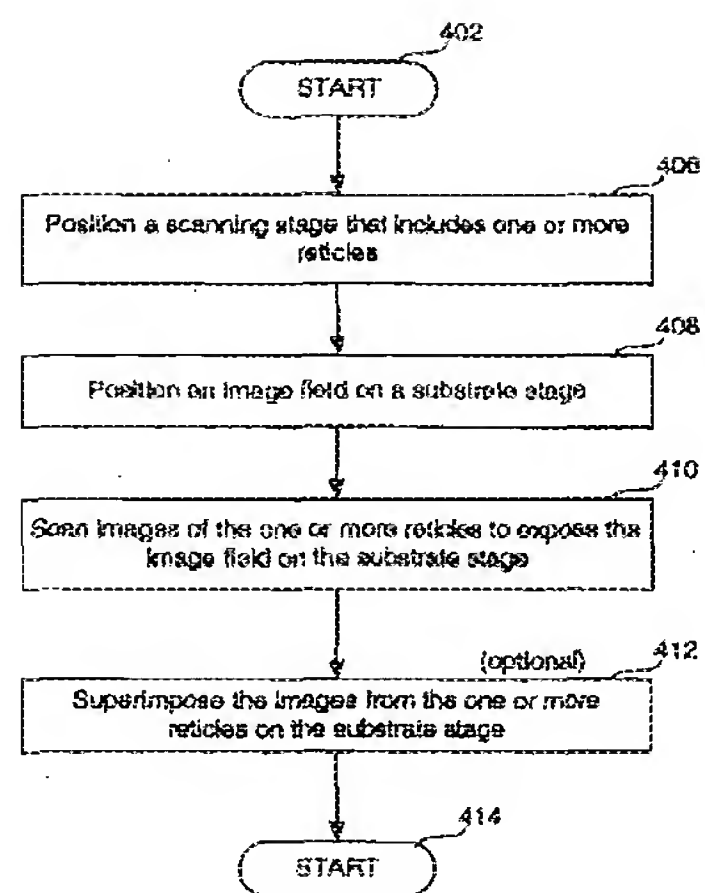 402
START
406
Position a scanning stage that includes one or more
reticles
408
Position an image field on a substrate stage
410
Scan images of the one or more reticles to expose the
image field on the substrate stage
(optional)
412
Superimpose the images from the one or more
reticles on the substrate stage
414
START